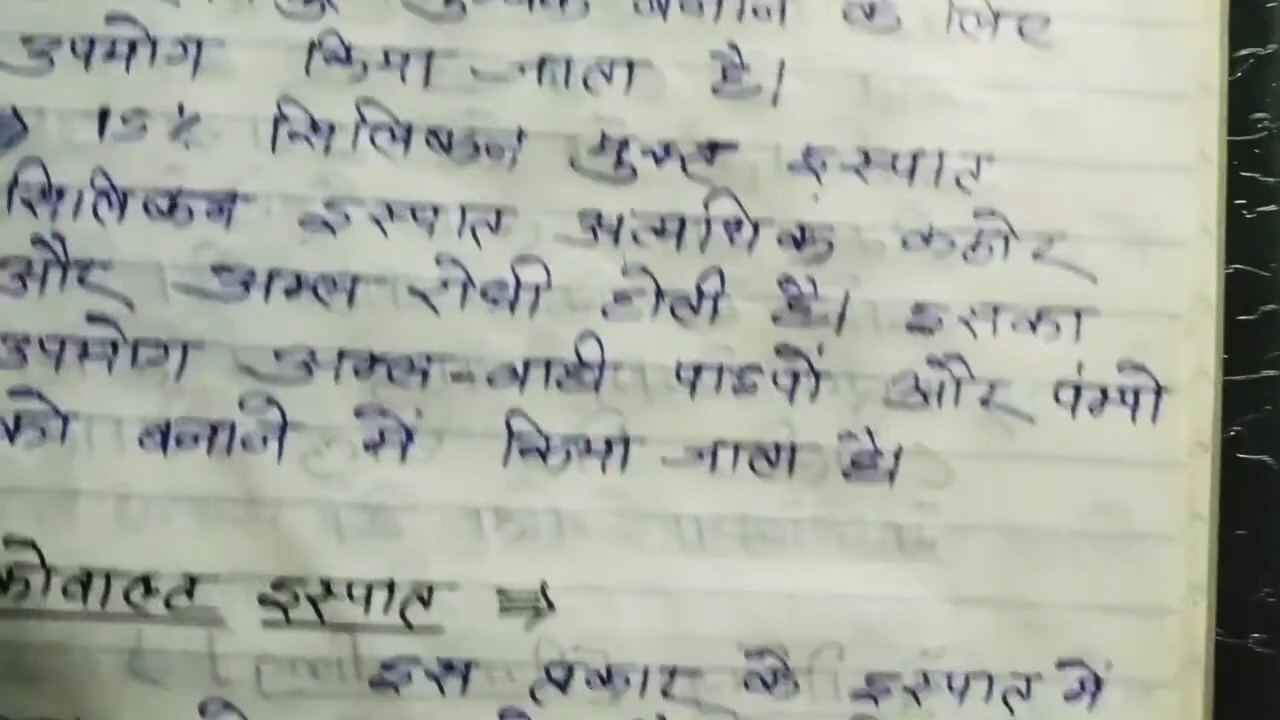 बनाने के लिए
उपयोग किया जाता है।
15% सिलिकन युक्त इस्पात
सिलिकन इस्पात अत्यधिक कठोर
और अम्ल रोधी होती है। इसका
उपयोग अम्ल-वाही पाइपों और पंम्पो
को बनाने में किया जाता है।
कोबाल्ट इस्पात ⇒
इस प्रकार के इस्पात में